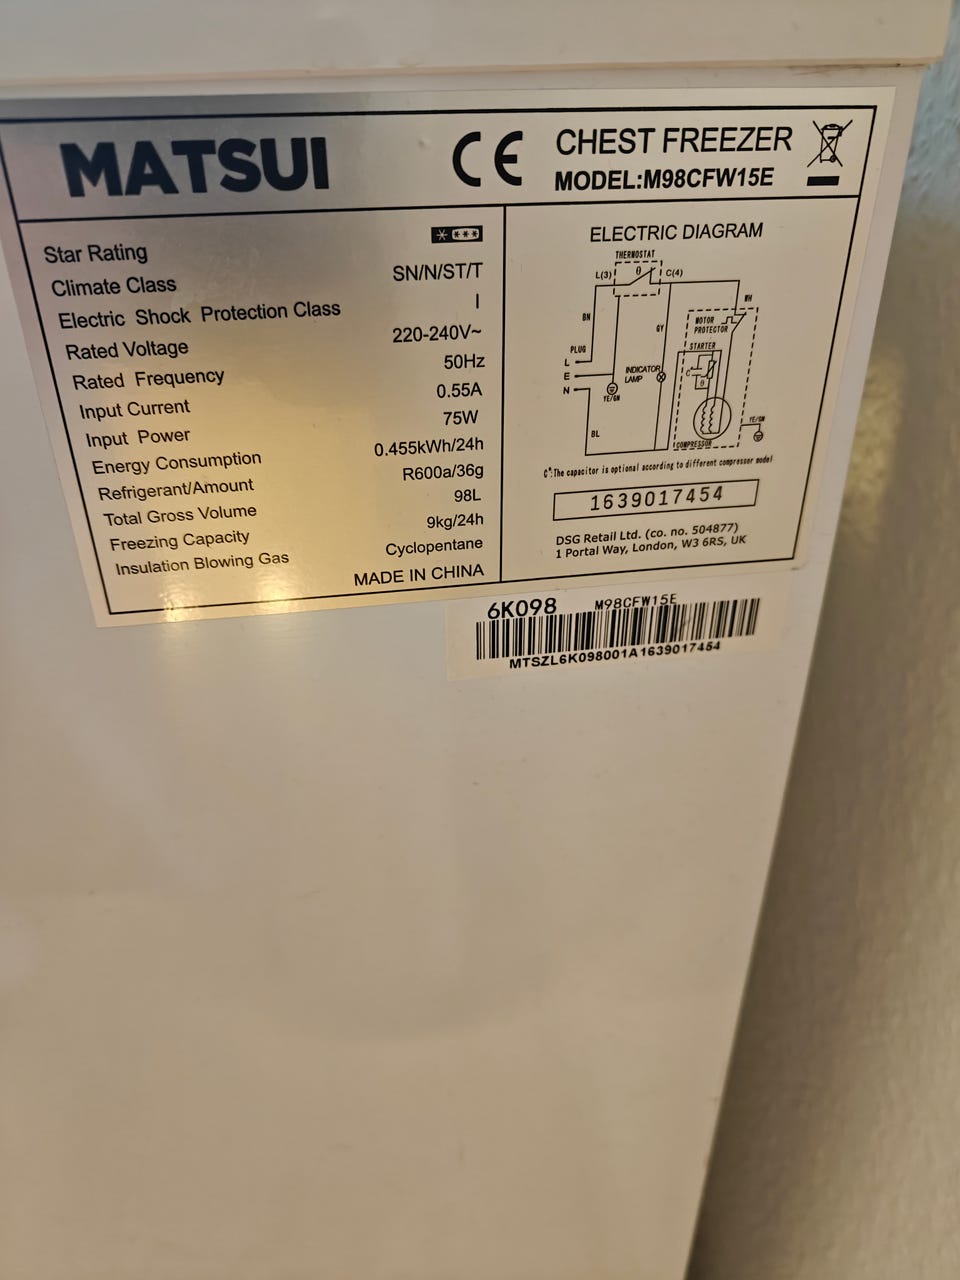 MATSUI
CE CHEST FREEZER
MODEL:M98CFW15E
Star Rating
Climate Class SN/N/ST/T
Electric Shock Protection Class I
Rated Voltage 220-240V~
Rated Frequency 50Hz
Input Current 0.55A
Input Power 75W
Energy Consumption 0.455kWh/24h
Refrigerant/Amount R600a/36g
Total Gross Volume 98L
Freezing Capacity 9kg/24h
Insulation Blowing Gas Cyclopentane
MADE IN CHINA
ELECTRIC DIAGRAM
THERMOSTAT
L(3) θ C(4)
WH
BN
GY
MOTOR
PROTECTOR
STARTER
PLUG
L
E
N
INDICATOR
LAMP
C*
θ
YE/GN
YE/GN
BL
COMPRESSOR
C*:The capacitor is optional according to different compressor model
1639017454
DSG Retail Ltd. (co. no. 504877)
1 Portal Way, London, W3 6RS, UK
6K098 M98CFW15E
MTSZL6K098001A1639017454